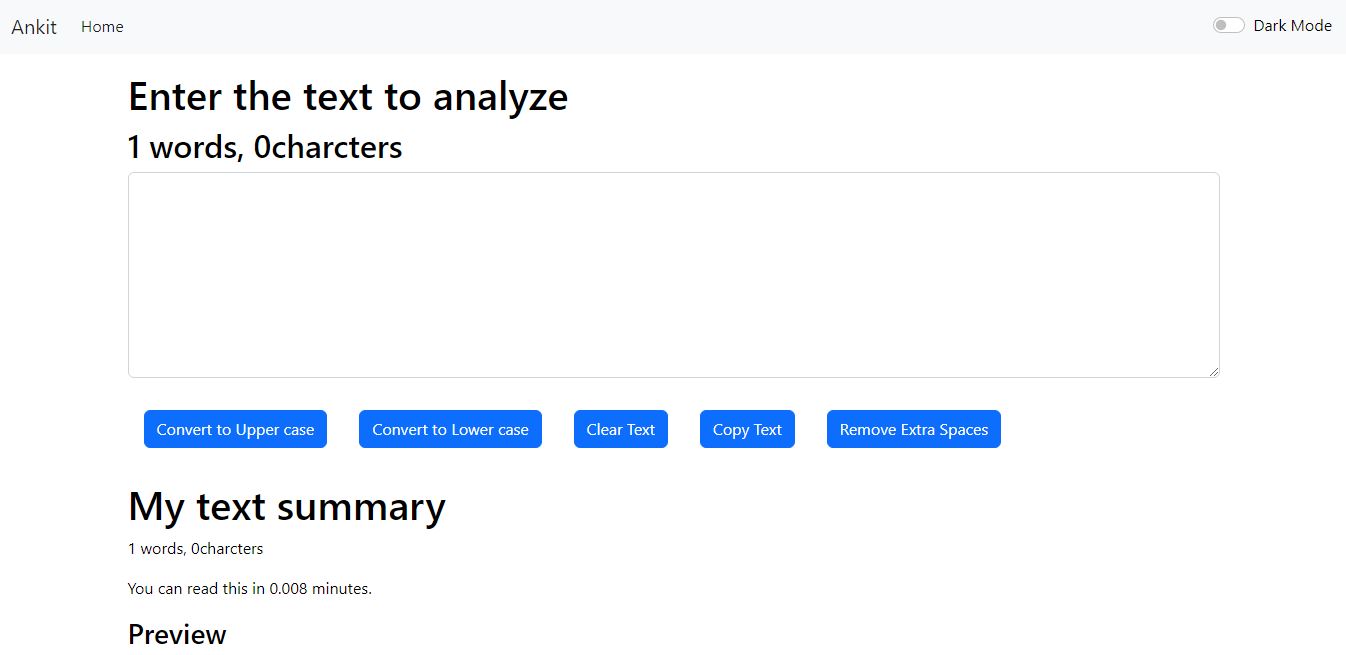 Ankit Home Dark Mode
Enter the text to analyze
1 words, 0charcters
Convert to Upper case Convert to Lower case Clear Text Copy Text Remove Extra Spaces
My text summary
1 words, 0charcters
You can read this in 0.008 minutes.
Preview